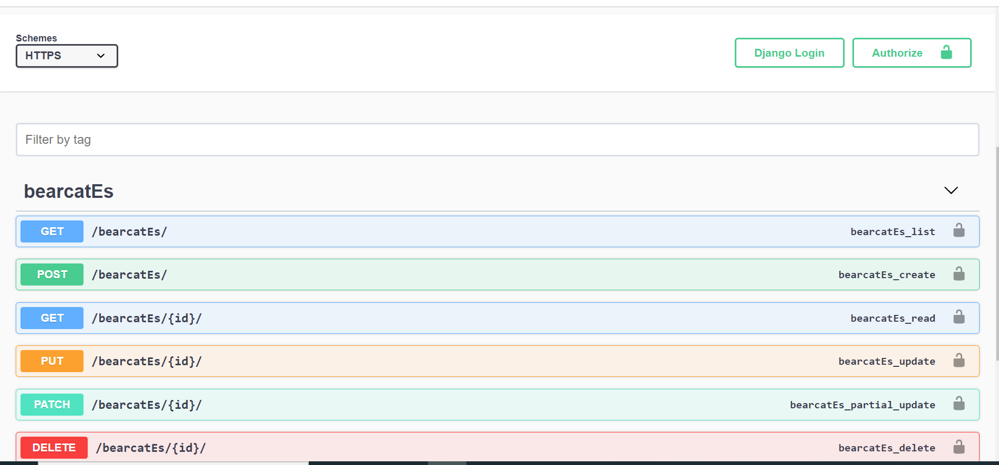 Schemes
HTTPS
Django Login
Authorize
Filter by tag
bearcatEs
GET /bearcatEs/ bearcatEs_list
POST /bearcatEs/ bearcatEs_create
GET /bearcatEs/{id}/ bearcatEs_read
PUT /bearcatEs/{id}/ bearcatEs_update
PATCH /bearcatEs/{id}/ bearcatEs_partial_update
DELETE /bearcatEs/{id}/ bearcatEs_delete